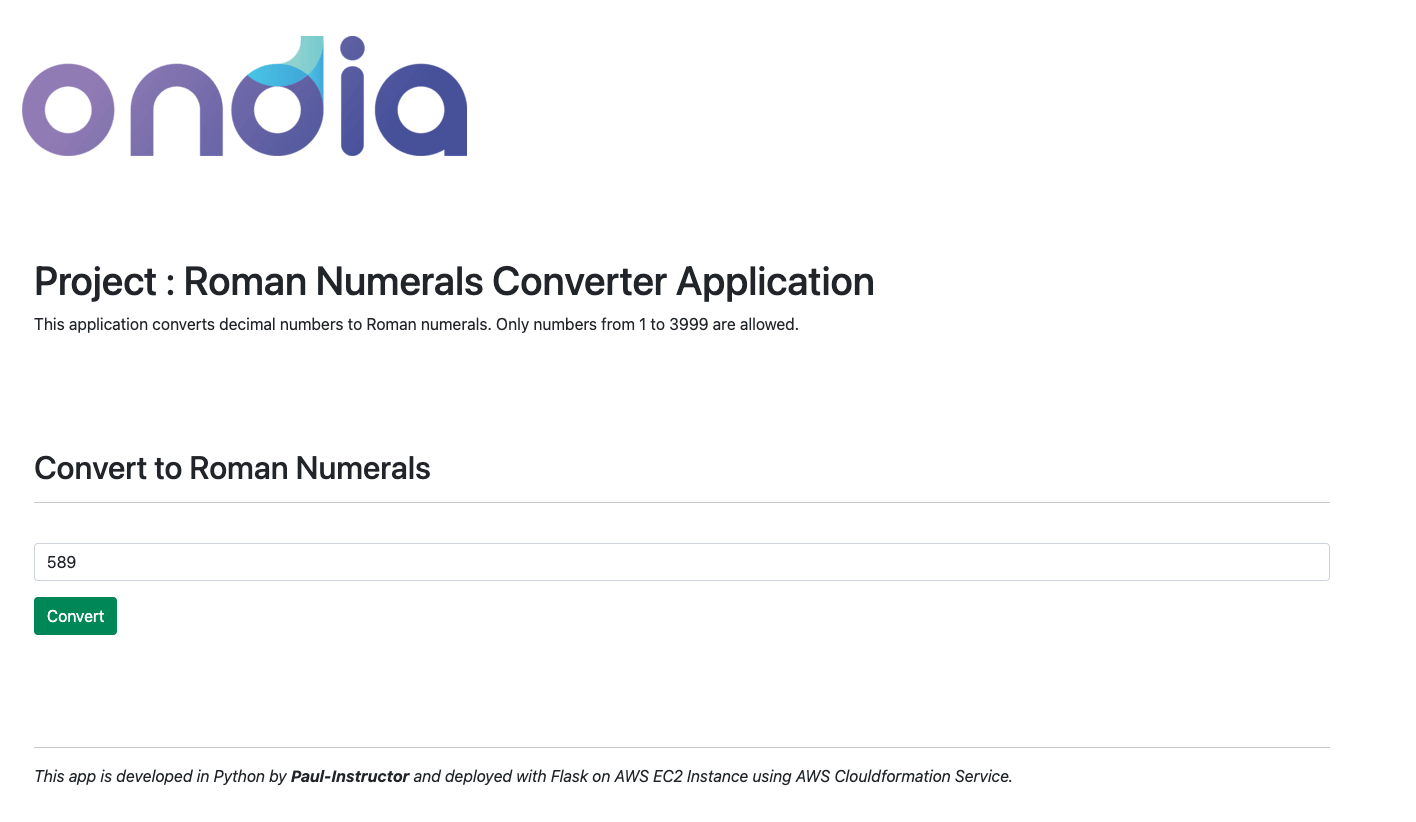 ondia
Project : Roman Numerals Converter Application
This application converts decimal numbers to Roman numerals. Only numbers from 1 to 3999 are allowed.
Convert to Roman Numerals
589
Convert
This app is developed in Python by Paul-Instructor and deployed with Flask on AWS EC2 Instance using AWS Clouldformation Service.